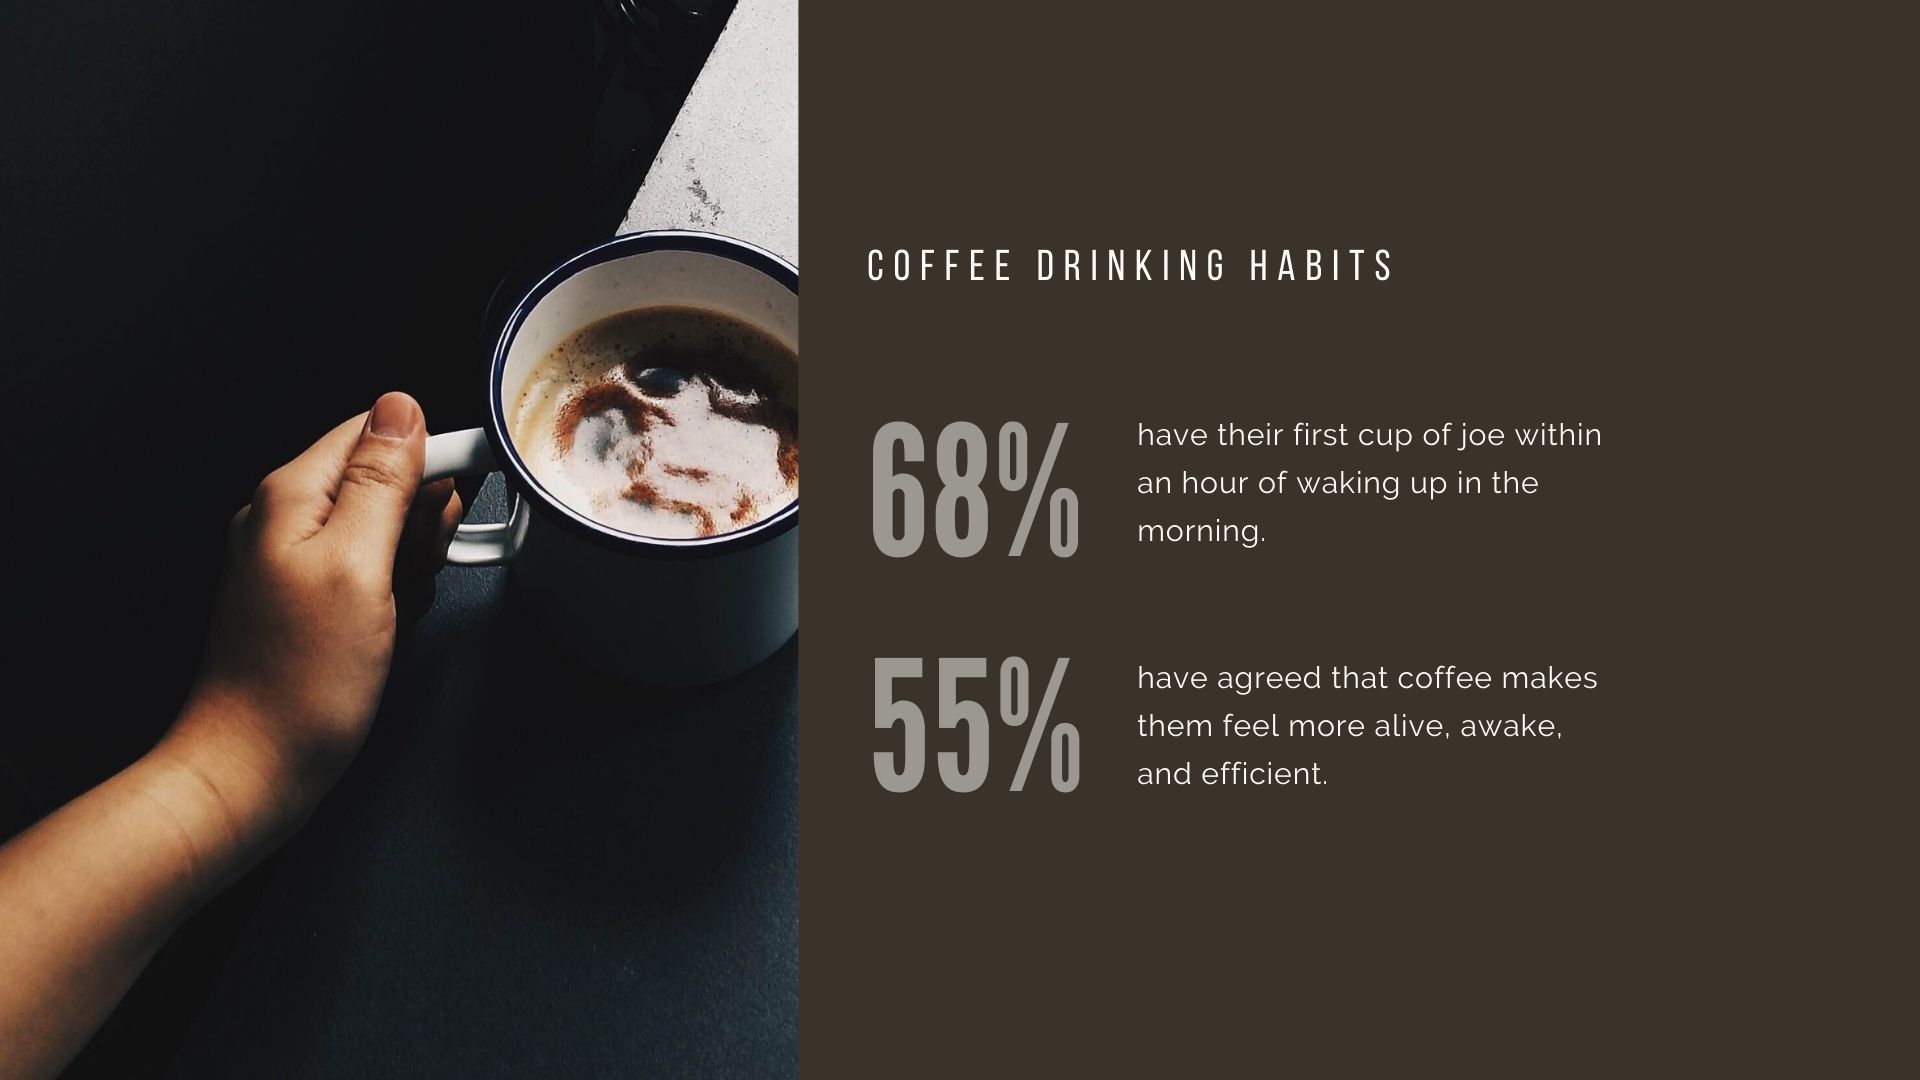 COFFEE DRINKING HABITS
68%
have their first cup of joe within
an hour of waking up in the
morning.
55%
have agreed that coffee makes
them feel more alive, awake,
and efficient.